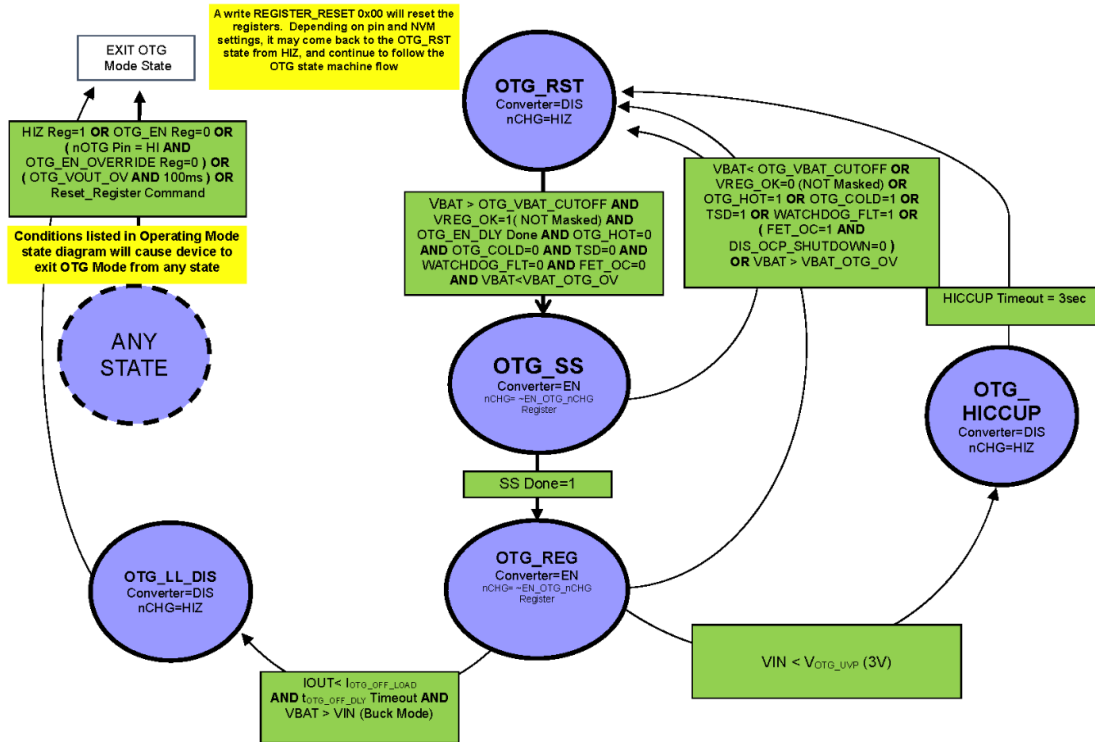 A write REGISTER_RESET 0x00 will reset the
registers. Depending on pin and NVM
settings, it may come back to the OTG_RST
state from HIZ, and continue to follow the
OTG state machine flow
EXIT OTG
Mode State
HIZ Reg=1 OR OTG_EN Reg=0 OR
( nOTG Pin = HI AND
OTG_EN_OVERRIDE Reg=0 ) OR
( OTG_VOUT_OV AND 100ms ) OR
Reset_Register Command
Conditions listed in Operating Mode
state diagram will cause device to
exit OTG Mode from any state
ANY
STATE
OTG_RST
Converter=DIS
nCHG=HIZ
VBAT > OTG_VBAT_CUTOFF AND
VREG_OK=1( NOT Masked) AND
OTG_EN_DLY Done AND OTG_HOT=0
AND OTG_COLD=0 AND TSD=0 AND
WATCHDOG_FLT=0 AND FET_OC=0
AND VBAT<VBAT_OTG_OV
VBAT< OTG_VBAT_CUTOFF OR
VREG_OK=0 (NOT Masked) OR
OTG_HOT=1 OR OTG_COLD=1 OR
TSD=1 OR WATCHDOG_FLT=1 OR
( FET_OC=1 AND
DIS_OCP_SHUTDOWN=0 )
OR VBAT > VBAT_OTG_OV
HICCUP Timeout = 3sec
OTG_SS
Converter=EN
nCHG= ~EN_OTG_nCHG
Register
OTG_
HICCUP
Converter=DIS
nCHG=HIZ
SS Done=1
OTG_REG
Converter=EN
nCHG= ~EN_OTG_nCHG
Register
OTG_LL_DIS
Converter=DIS
nCHG=HIZ
VIN < VOTG_UVP (3V)
IOUT< IOTG_OFF_LOAD
AND tOTG_OFF_DLY Timeout AND
VBAT > VIN (Buck Mode)